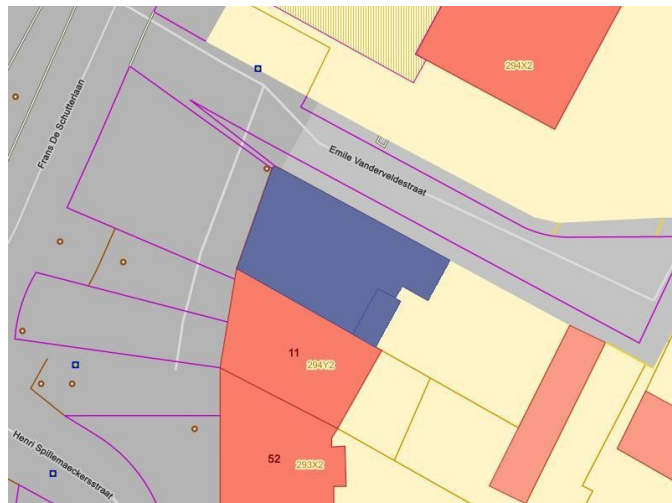 294X2
Frans De Schutterlaan
Emile Vanderveldestraat
11
294Y2
52
293X2
Henri Spillemaeckersstraat